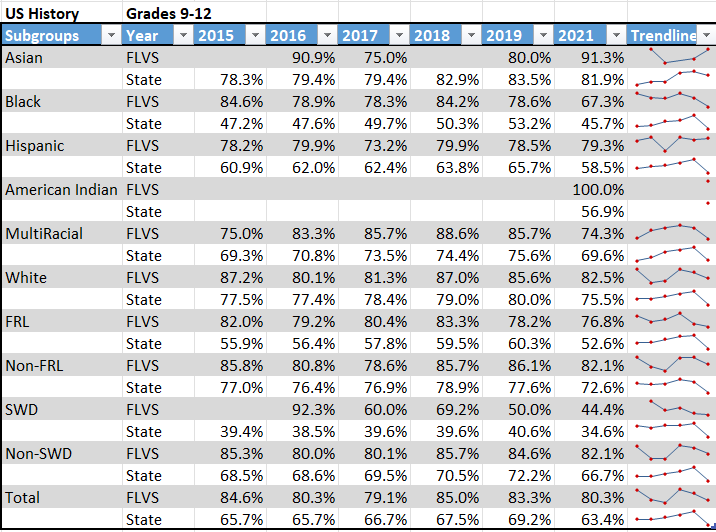 US History Grades 9-12
Subgroups Year 2015 2016 2017 2018 2019 2021 Trendline
Asian FLVS 90.9% 75.0% 80.0% 91.3%
State 78.3% 79.4% 79.4% 82.9% 83.5% 81.9%
Black FLVS 84.6% 78.9% 78.3% 84.2% 78.6% 67.3%
State 47.2% 47.6% 49.7% 50.3% 53.2% 45.7%
Hispanic FLVS 78.2% 79.9% 73.2% 79.9% 78.5% 79.3%
State 60.9% 62.0% 62.4% 63.8% 65.7% 58.5%
American Indian FLVS 100.0%
State 56.9%
MultiRacial FLVS 75.0% 83.3% 85.7% 88.6% 85.7% 74.3%
State 69.3% 70.8% 73.5% 74.4% 75.6% 69.6%
White FLVS 87.2% 80.1% 81.3% 87.0% 85.6% 82.5%
State 77.5% 77.4% 78.4% 79.0% 80.0% 75.5%
FRL FLVS 82.0% 79.2% 80.4% 83.3% 78.2% 76.8%
State 55.9% 56.4% 57.8% 59.5% 60.3% 52.6%
Non-FRL FLVS 85.8% 80.8% 78.6% 85.7% 86.1% 82.1%
State 77.0% 76.4% 76.9% 78.9% 77.6% 72.6%
SWD FLVS 92.3% 60.0% 69.2% 50.0% 44.4%
State 39.4% 38.5% 39.6% 39.6% 40.6% 34.6%
Non-SWD FLVS 85.3% 80.0% 80.1% 85.7% 84.6% 82.1%
State 68.5% 68.6% 69.5% 70.5% 72.2% 66.7%
Total FLVS 84.6% 80.3% 79.1% 85.0% 83.3% 80.3%
State 65.7% 65.7% 66.7% 67.5% 69.2% 63.4%